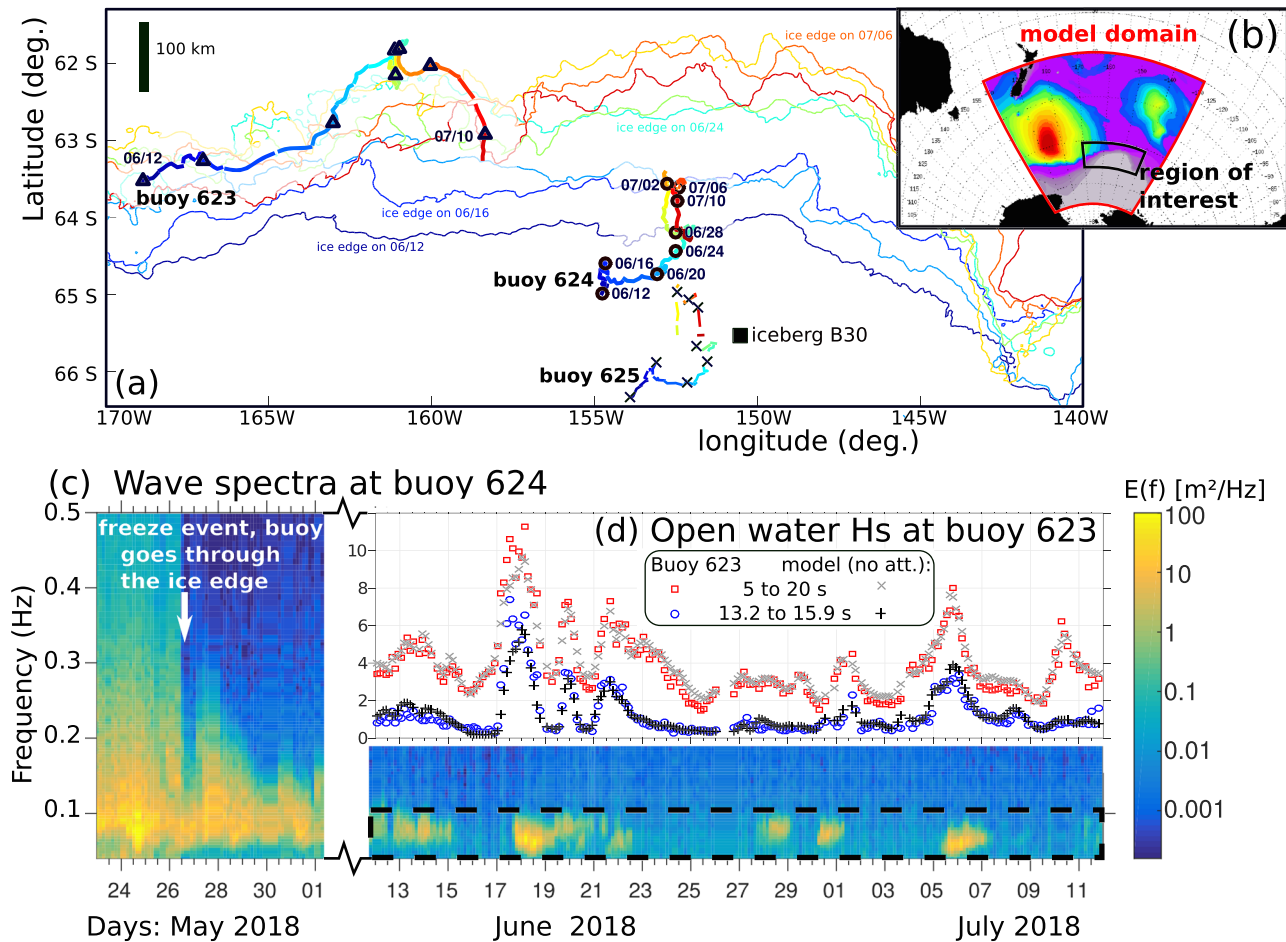 100 km
Latitude (deg.)
62 S
63 S
64 S
65 S
66 S
ice edge on 07/06
ice edge on 06/24
ice edge on 06/16
ice edge on 06/12
06/12
buoy 623
07/10
07/02
07/06
07/10
06/28
06/24
06/16
06/20
buoy 624
06/12
iceberg B30
buoy 625
(a)
170W
165W
160W
155W
150W
145W
140W
longitude (deg.)
model domain
(b)
region of
interest
(c) Wave spectra at buoy 624
E(f) [m²/Hz]
freeze event, buoy
goes through
the ice edge
Frequency (Hz)
0.5
0.4
0.3
0.2
0.1
(d) Open water Hs at buoy 623
Buoy 623 model (no att.):
5 to 20 s
13.2 to 15.9 s
10
8
6
4
2
0
100
10
1
0.1
0.01
0.001
24 26 28 30 01
13 15 17 19 21 23 25 27 29 01 03 05 07 09 11
Days: May 2018
June 2018
July 2018